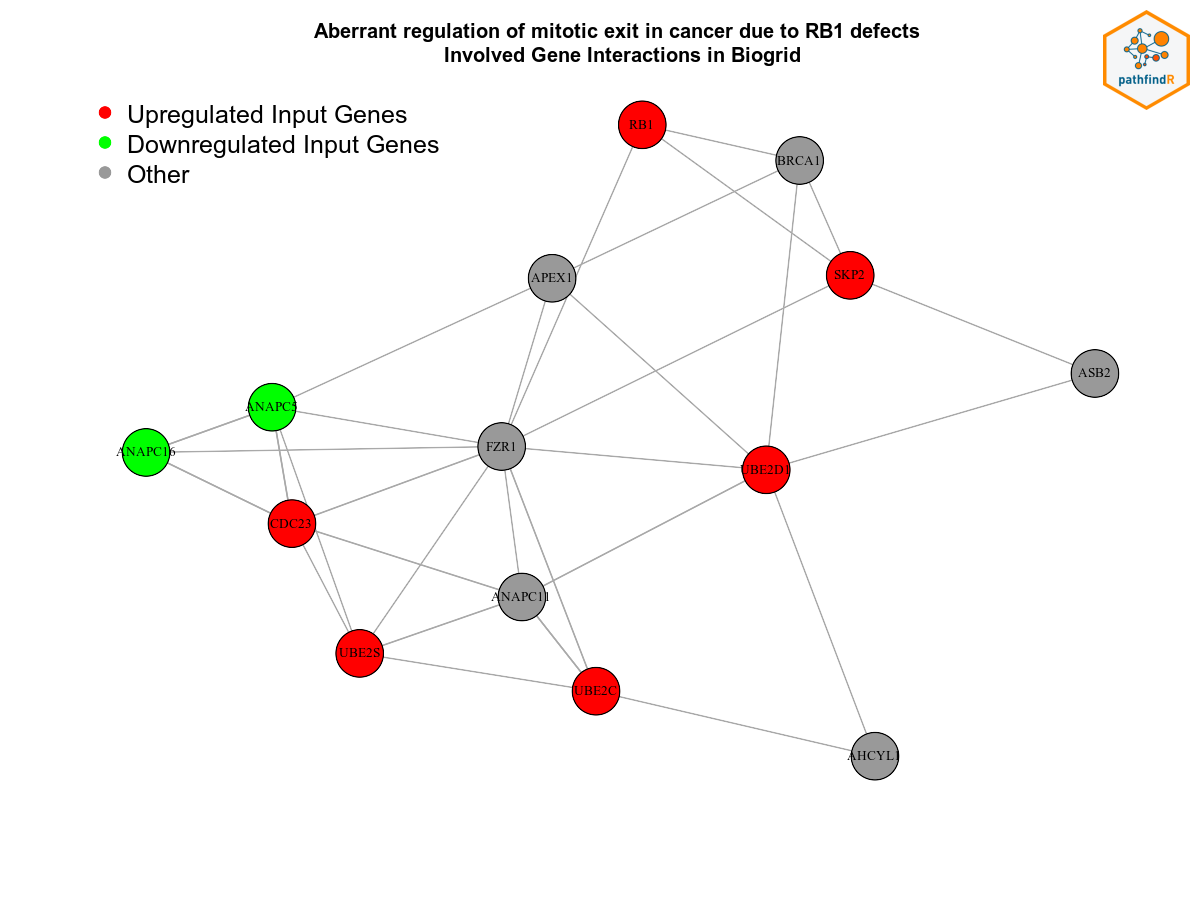 Aberrant regulation of mitotic exit in cancer due to RB1 defects
Involved Gene Interactions in Biogrid
pathfindR
Upregulated Input Genes
Downregulated Input Genes
Other
RB1
BRCA1
APEX1
SKP2
ASB2
ANAPC5
FZR1
ANAPC16
UBE2D1
CDC23
ANAPC11
UBE2S
UBE2C
AHCYL1